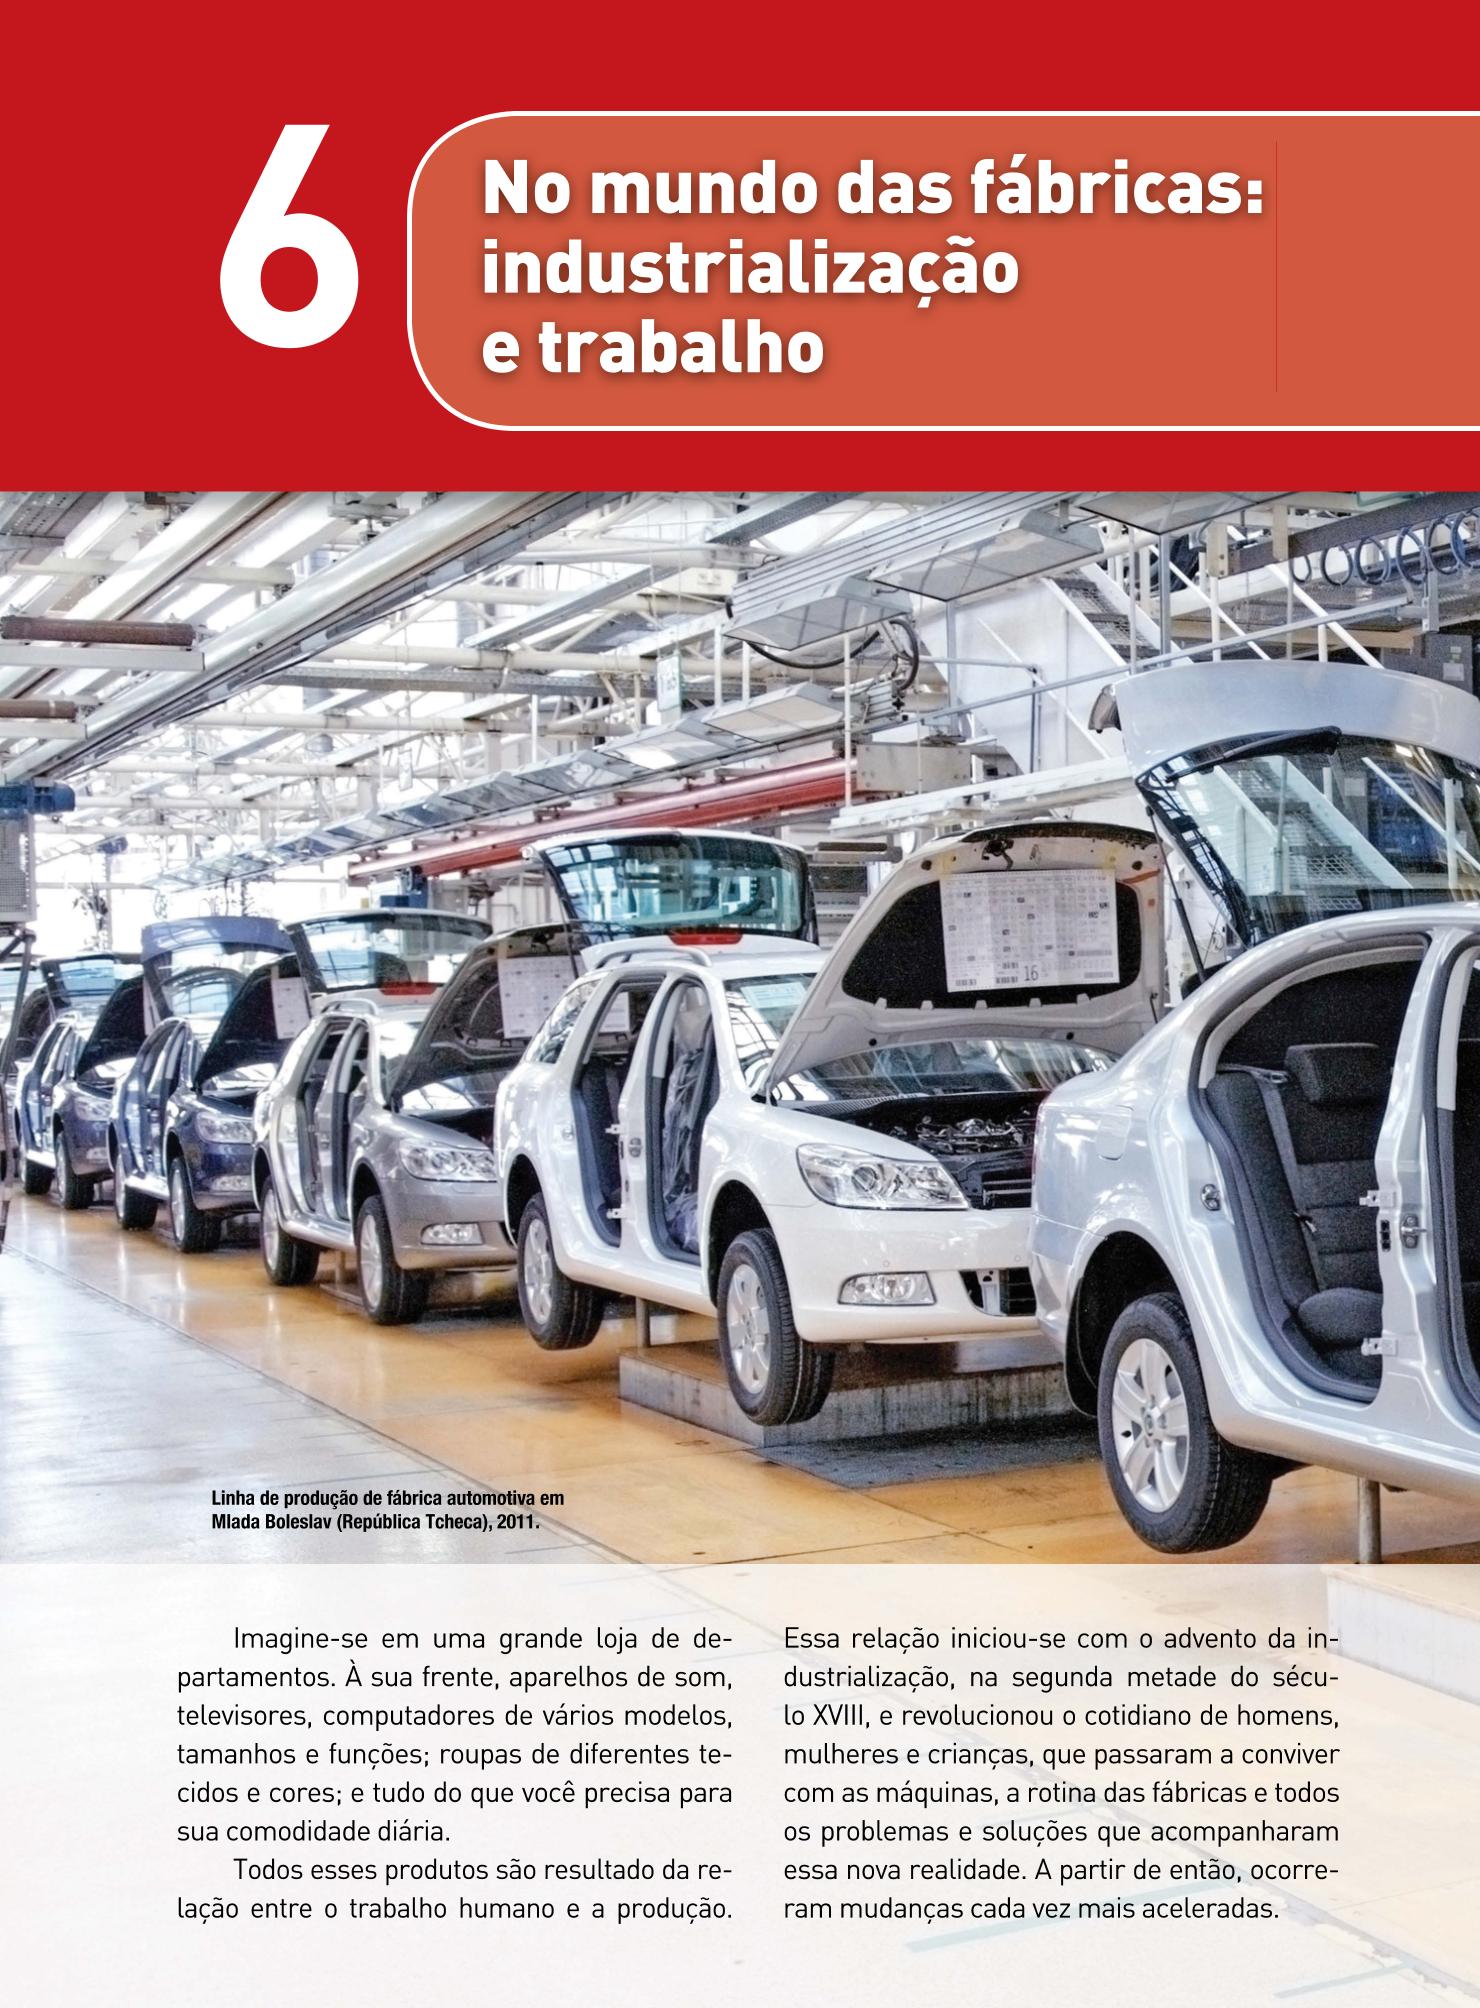 6
No mundo das fábricas:
industrialização
e trabalho
16
Linha de produção de fábrica automotiva em
Mlada Boleslav (República Tcheca), 2011.
Imagine-se em uma grande loja de de-
partamentos. À sua frente, aparelhos de som,
televisores, computadores de vários modelos,
tamanhos e funções; roupas de diferentes te-
cidos e cores; e tudo do que você precisa para
sua comodidade diária.
Todos esses produtos são resultado da re-
lação entre o trabalho humano e a produção.
Essa relação iniciou-se com o advento da in-
dustrialização, na segunda metade do sécu-
lo XVIII, e revolucionou o cotidiano de homens,
mulheres e crianças, que passaram a conviver
com as máquinas, a rotina das fábricas e todos
os problemas e soluções que acompanharam
essa nova realidade. A partir de então, ocorre-
ram mudanças cada vez mais aceleradas.